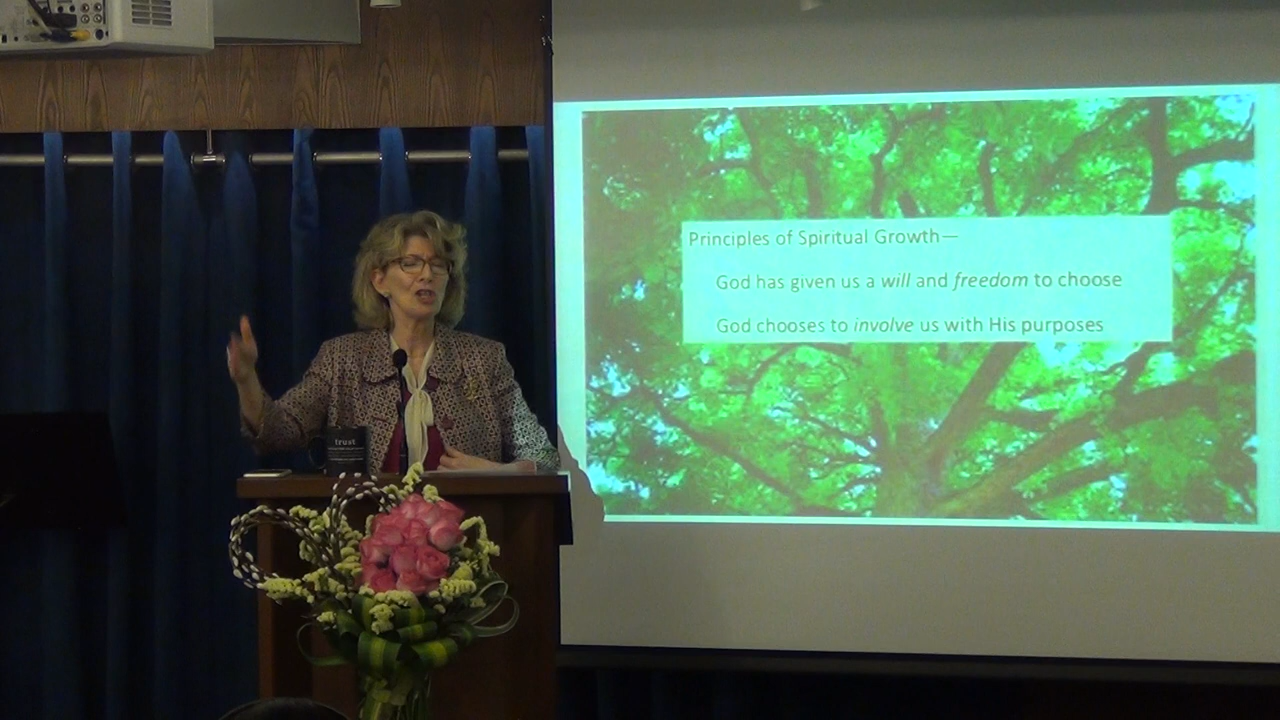 Principles of Spiritual Growth—
God has given us a will and freedom to choose
God chooses to involve us with His purposes
trust